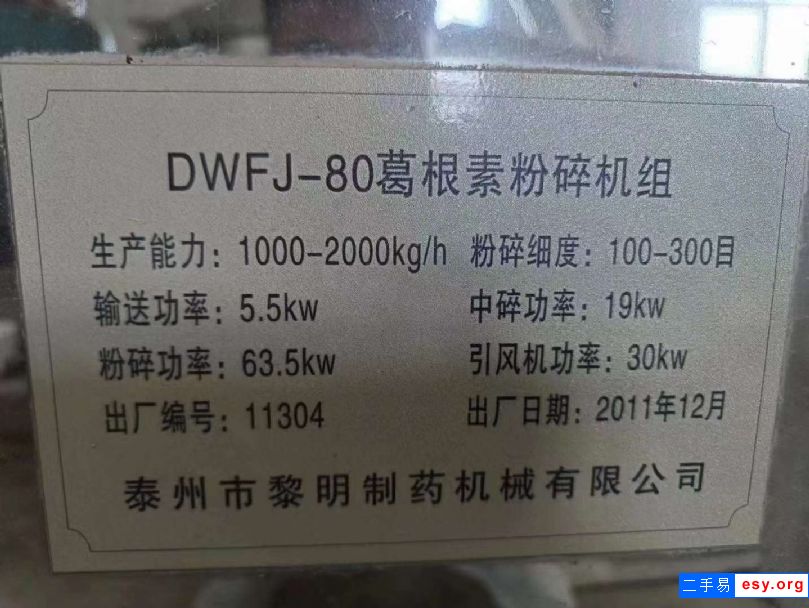 DWFJ-80葛根素粉碎机组
生产能力：1000-2000kg/h 粉碎细度：100-300目
输送功率：5.5kw 中碎功率：19kw
粉碎功率：63.5kw 引风机功率：30kw
出厂编号：11304 出厂日期：2011年12月
泰州市黎明制药机械有限公司
二手易 esy.org